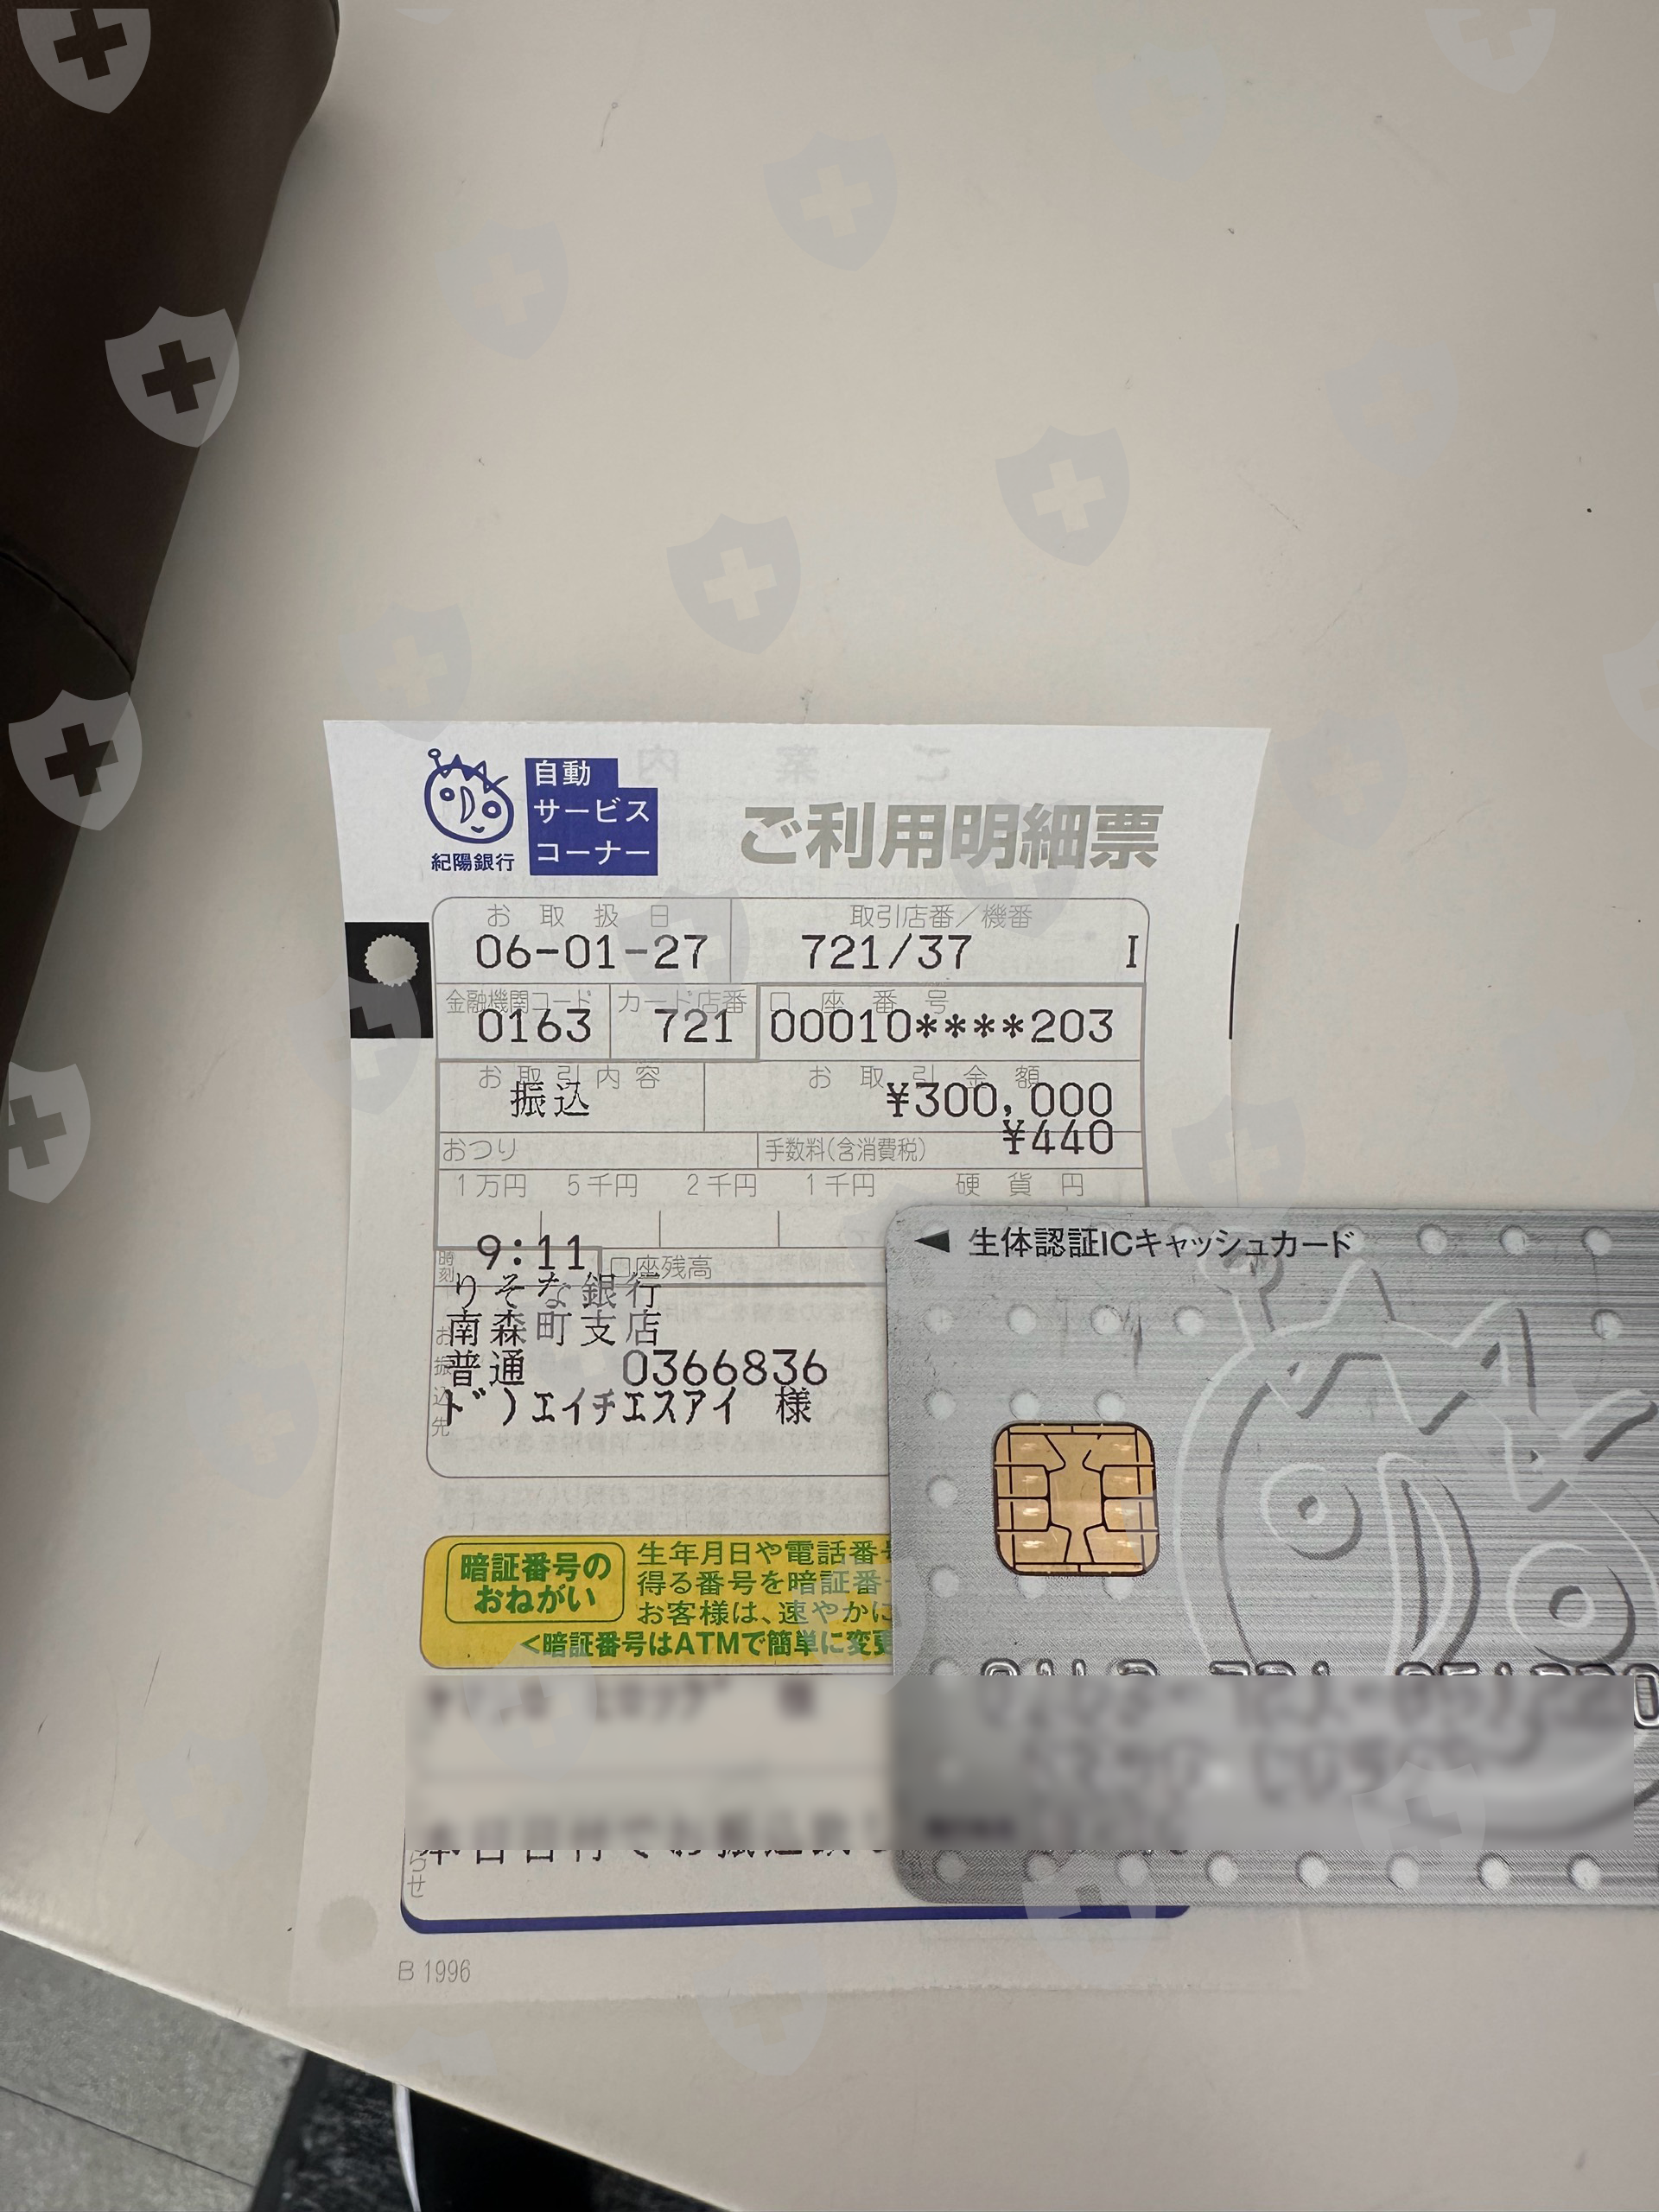 自動
サービス
コーナー
紀陽銀行
ご利用明細票
お取扱日 取引店番/機番
06-01-27 721/37 I
金融機関コード カード店番 口座番号
0163 721 00010****203
お取引内容 お取引金額
振込 ¥300,000
¥440
おつり 手数料(含消費税)
1万円 5千円 2千円 1千円 硬貨 円
時刻 9:11 口座残高
りそな銀行
南森町支店
普通 0366836
ド)エイチエスアイ 様
お振込先
生体認証ICキャッシュカード
暗証番号の
おねがい
生年月日や電話番
得る番号を暗証番
お客様は、速やかに
<暗証番号はATMで簡単に変更
らせ
B 1996